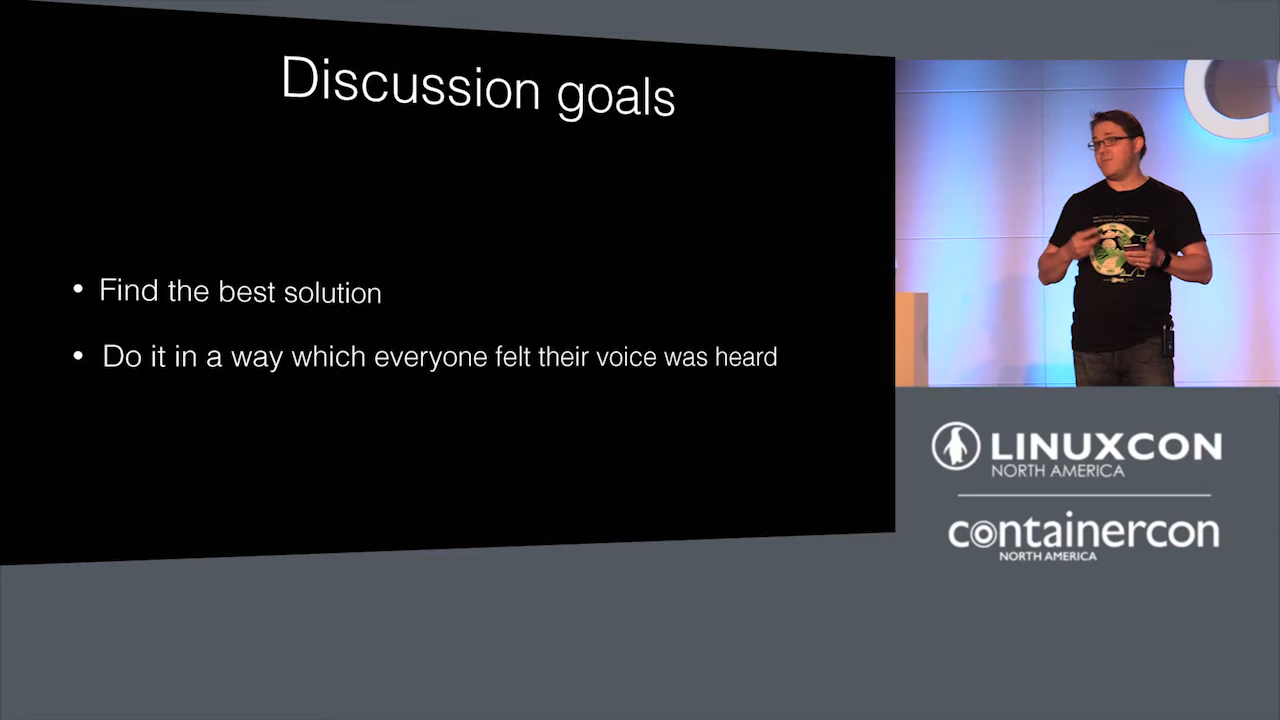 Discussion goals
• Find the best solution
• Do it in a way which everyone felt their voice was heard
LINUXCON
NORTH AMERICA
containercon
NORTH AMERICA